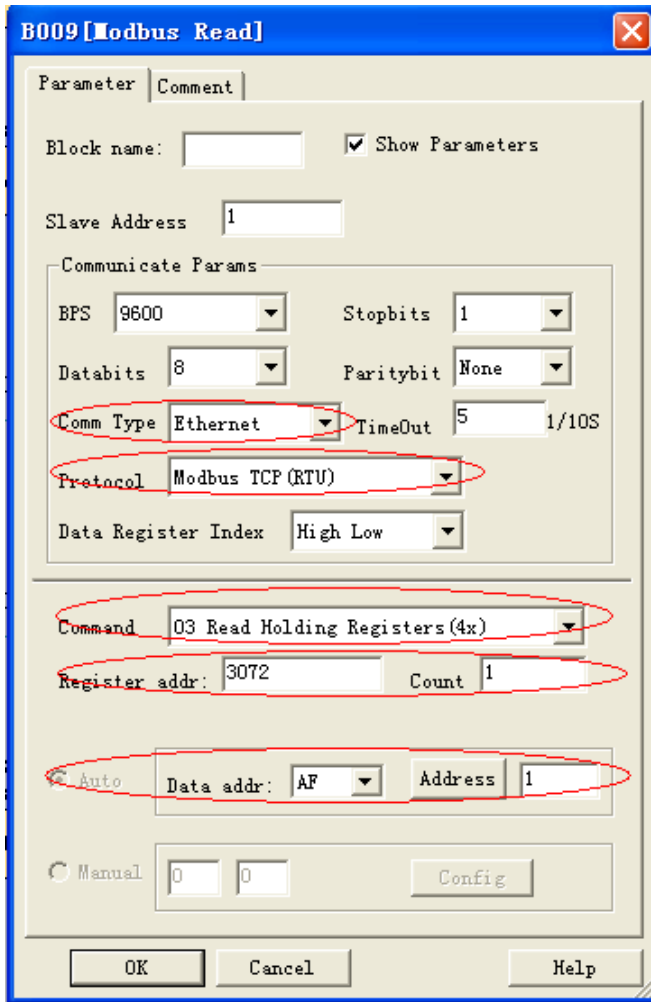 B009[Modbus Read]
Parameter Comment
Block name: Show Parameters
Slave Address 1
Communicate Params
BPS 9600 Stopbits 1
Databits 8 Paritybit None
Comm Type Ethernet TimeOut 5 1/10S
Protocol Modbus TCP(RTU)
Data Register Index High Low
Command 03 Read Holding Registers(4x)
Register addr: 3072 Count 1
Auto Data addr: AF Address 1
Manual 0 0 Config
OK Cancel Help